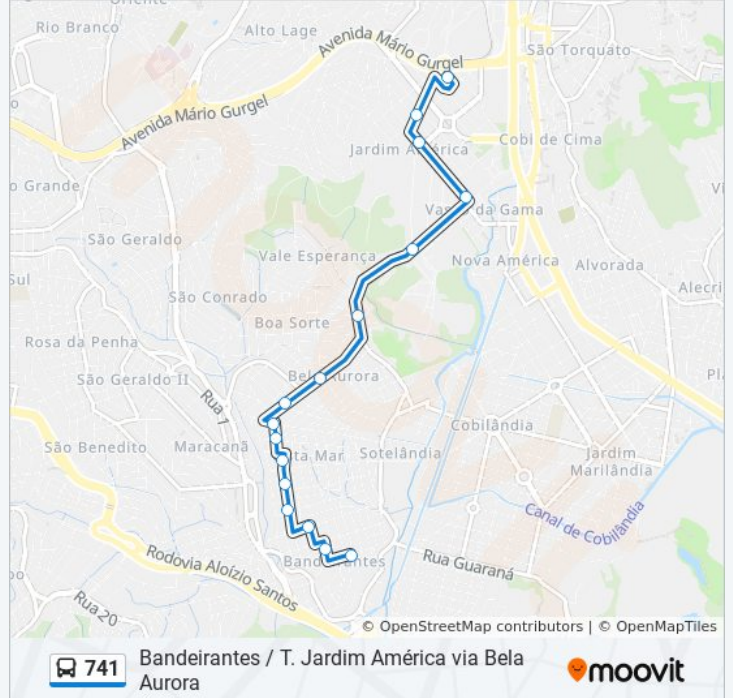 Oriente
Rio Branco
Alto Lage
Avenida Mário Gurgel
São Torquato
Avenida Mário Gurgel
Cobi de Cima
Jardim América
o Grande
Vasco da Gama
São Geraldo
Vale Esperança
Nova América
Alvorada
Sul
São Conrado
Alecri
Boa Sorte
Rosa da Penha
São Geraldo II
Bela Aurora
Rua 7
Cobilândia
São Benedito
Maracanã
ta Mar
Sotelândia
Jardim
Marilândia
Canal de Cobilândia
Rodovia Aloízio Santos
Bandeirantes
Rua Guaraná
Rua 20
© OpenStreetMap contributors | © OpenMapTiles
741
Bandeirantes / T. Jardim América via Bela
Aurora
moovit